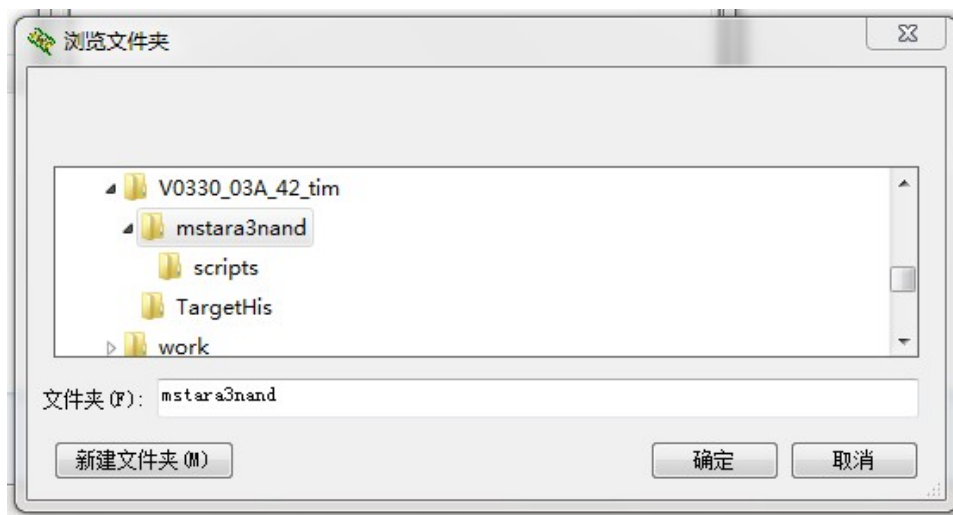 浏览文件夹
V0330_03A_42_tim
mstara3nand
scripts
TargetHis
work
文件夹(F): mstara3nand
新建文件夹(M) 确定 取消